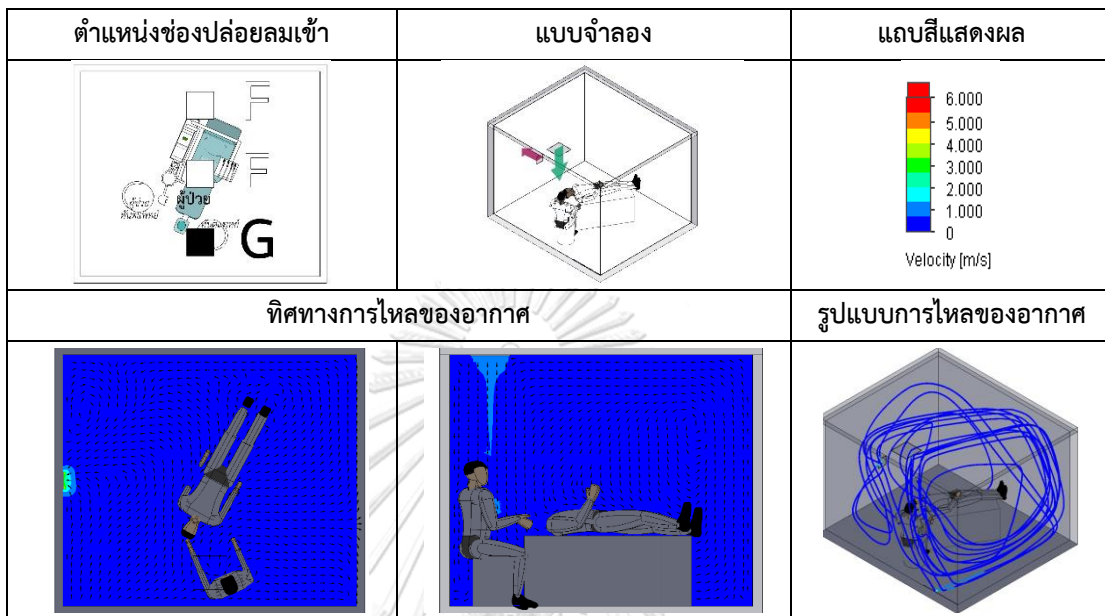 ตำแหน่งช่องปล่อยลมเข้า
แบบจำลอง
แถบสีแสดงผล
F
F
ผู้ป่วย
G
6.000
5.000
4.000
3.000
2.000
1.000
0
Velocity [m/s]
ทิศทางการไหลของอากาศ
รูปแบบการไหลของอากาศ